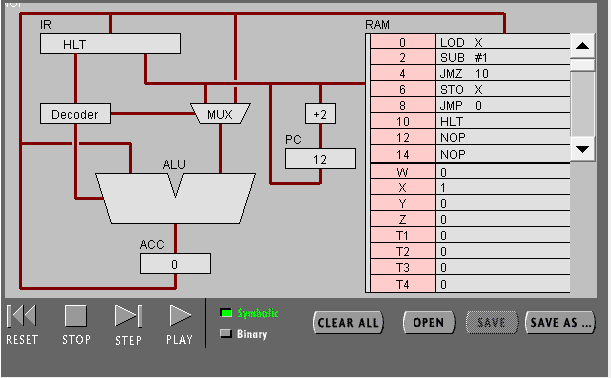 IR
RAM
HLT
0 LOD X
2 SUB #1
4 JMZ 10
6 STO X
8 JMP 0
10 HLT
12 NOP
14 NOP
W 0
X 1
Y 0
Z 0
T1 0
T2 0
T3 0
T4 0
Decoder
MUX
+2
PC
12
ALU
ACC
0
RESET
STOP
STEP
PLAY
Symbolic
Binary
CLEAR ALL
OPEN
SAVE
SAVE AS ...